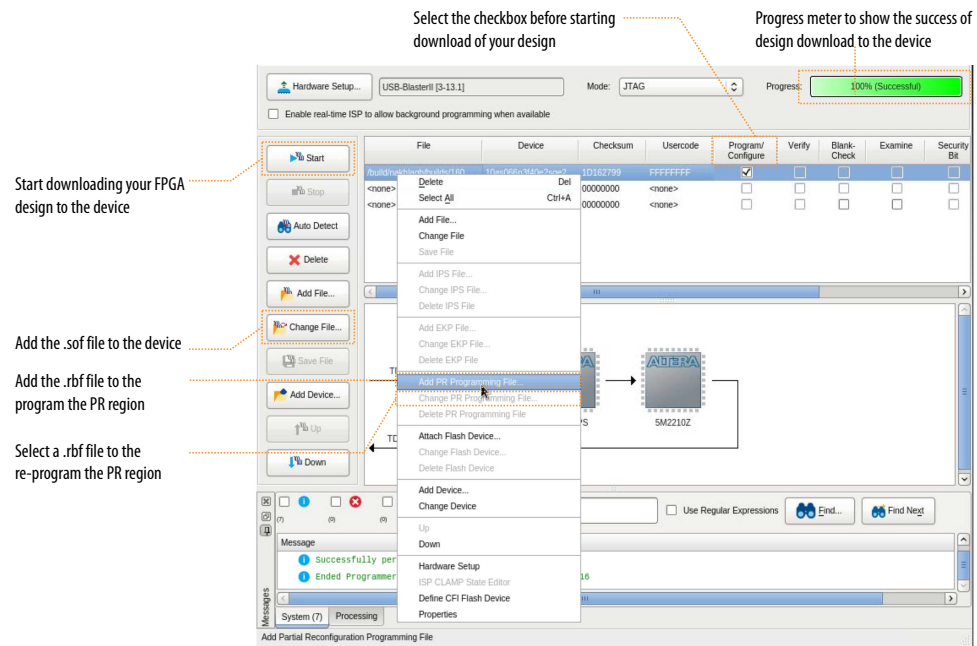 Select the checkbox before starting
download of your design
Progress meter to show the success of
design download to the device
Hardware Setup...
USB-BlasterII [3-13.1]
Mode:
JTAG
Progress:
100% (Successful)
Enable real-time ISP to allow background programming when available
File
Device
Checksum
Usercode
Program/
Configure
Verify
Blank-
Check
Examine
Security
Bit
1D162799
FFFFFFFF
<none>
00000000
<none>
<none>
00000000
<none>
Start downloading your FPGA
design to the device
Add the .sof file to the device
Add the .rbf file to the
program the PR region
Select a .rbf file to the
re-program the PR region
Start
Stop
Auto Detect
Delete
Add File...
Change File...
Save File
Add Device...
Up
Down
Delete
Del
Select All
Ctrl+A
Add File...
Change File
Save File
Add IPS File...
Change IPS File...
Delete IPS File
Add EKP File...
Change EKP File...
Delete EKP File
Add PR Programming File...
Change PR Programming File...
Delete PR Programming File
Attach Flash Device...
Change Flash Device...
Delete Flash Device
Add Device...
Change Device
Up
Down
Hardware Setup
ISP CLAMP State Editor
Define CFI Flash Device
Properties
ALTERA
5M2210Z
(7)
(0)
(0)
Use Regular Expressions
Find...
Find Next
Message
Successfully per
Ended Programmer
16
Messages
System (7)
Processing
Add Partial Reconfiguration Programming File